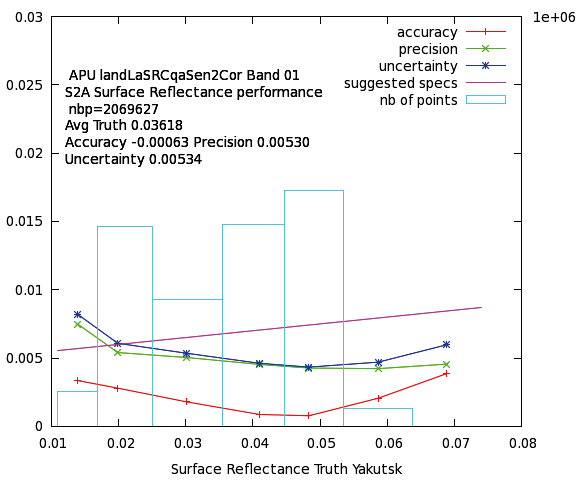 0.03
1e+06
accuracy
precision
uncertainty
suggested specs
nb of points
APU landLaSRCqaSen2Cor Band 01
S2A Surface Reflectance performance
nbp=2069627
Avg Truth 0.03618
Accuracy -0.00063 Precision 0.00530
Uncertainty 0.00534
0.025
0.02
0.015
0.01
0.005
0
0.01 0.02 0.03 0.04 0.05 0.06 0.07 0.08
Surface Reflectance Truth Yakutsk